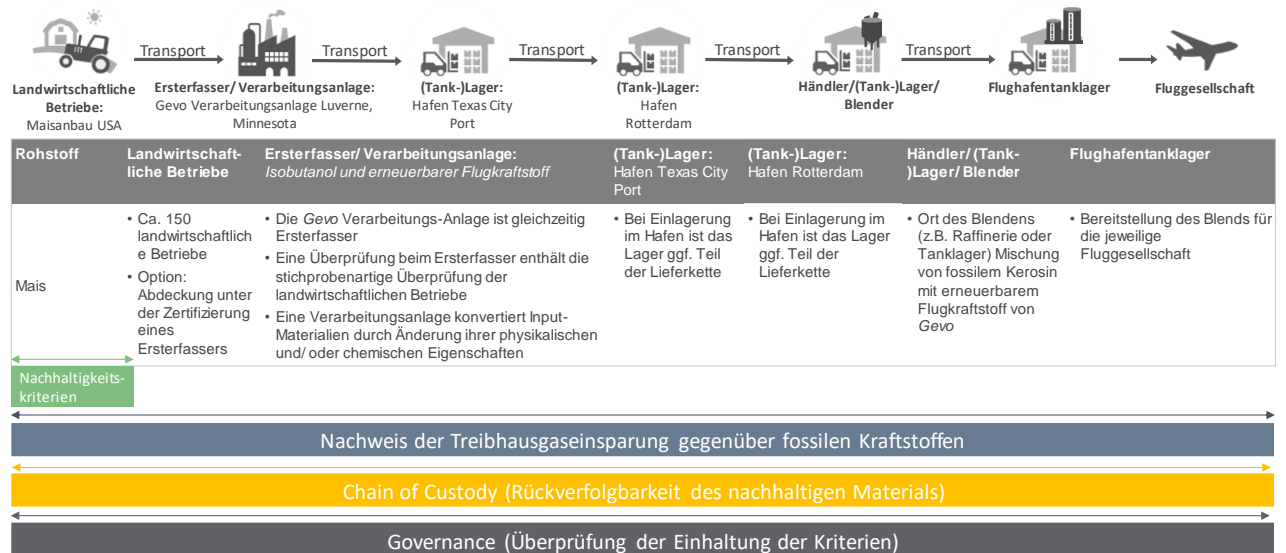 Transport
Transport
Transport
Transport
Transport
Landwirtschaftliche
Betriebe:
Maisanbau USA
Ersterfasser/ Verarbeitungsanlage:
Gevo Verarbeitungsanlage Luverne,
Minnesota
(Tank-)Lager:
Hafen Texas City
Port
(Tank-)Lager:
Hafen
Rotterdam
Händler/(Tank-)Lager/
Blender
Flughafentanklager
Fluggesellschaft
Rohstoff
Landwirtschaft-
liche Betriebe
Ersterfasser/ Verarbeitungsanlage:
Isobutanol und erneuerbarer Flugkraftstoff
(Tank-)Lager:
Hafen Texas City
Port
(Tank-)Lager:
Hafen Rotterdam
Händler/ (Tank-
)Lager/ Blender
Flughafentanklager
Mais
• Ca. 150
landwirtschaftlich
e Betriebe
• Option:
Abdeckung unter
der Zertifizierung
eines
Ersterfassers
• Die Gevo Verarbeitungs-Anlage ist gleichzeitig
Ersterfasser
• Eine Überprüfung beim Ersterfasser enthält die
stichprobenartige Überprüfung der
landwirtschaftlichen Betriebe
• Eine Verarbeitungsanlage konvertiert Input-
Materialien durch Änderung ihrer physikalischen
und/ oder chemischen Eigenschaften
• Bei Einlagerung
im Hafen ist das
Lager ggf. Teil
der Lieferkette
• Bei Einlagerung im
Hafen ist das Lager
ggf. Teil der
Lieferkette
• Ort des Blendens
(z.B. Raffinerie oder
Tanklager) Mischung
von fossilem Kerosin
mit erneuerbarem
Flugkraftstoff von
Gevo
• Bereitstellung des Blends für
die jeweilige
Fluggesellschaft
Nachhaltigkeits-
kriterien
Nachweis der Treibhausgaseinsparung gegenüber fossilen Kraftstoffen
Chain of Custody (Rückverfolgbarkeit des nachhaltigen Materials)
Governance (Überprüfung der Einhaltung der Kriterien)